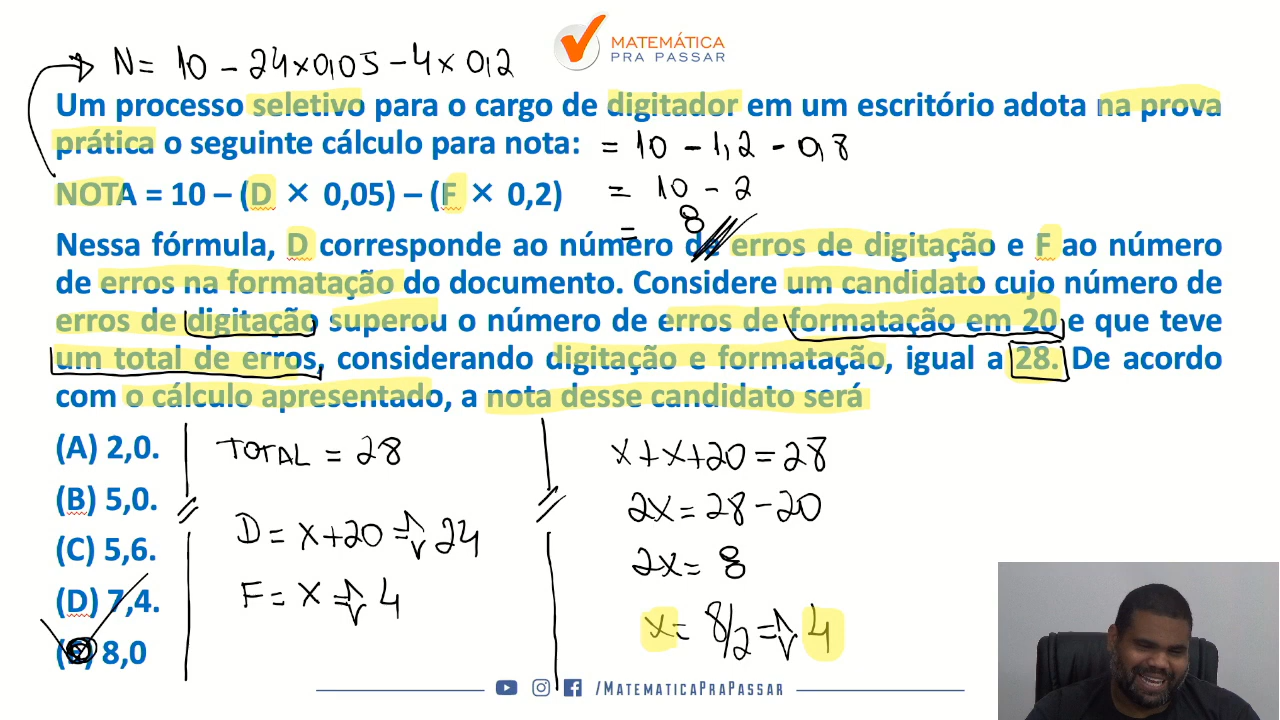 N = 10 - 24 x 0,05 - 4 x 0,2
MATEMÁTICA
PRA PASSAR
Um processo seletivo para o cargo de digitador em um escritório adota na prova
prática o seguinte cálculo para nota:
= 10 - 1,2 - 0,8
NOTA = 10 – (D × 0,05) – (F × 0,2)
= 10 - 2
= 8
Nessa fórmula, D corresponde ao número de erros de digitação e F ao número
de erros na formatação do documento. Considere um candidato cujo número de
erros de digitação superou o número de erros de formatação em 20 e que teve
um total de erros, considerando digitação e formatação, igual a 28. De acordo
com o cálculo apresentado, a nota desse candidato será
(A) 2,0.
(B) 5,0.
(C) 5,6.
(D) 7,4.
(E) 8,0
TOTAL = 28
D = x+20 => 24
F = x => 4
x+x+20=28
2x=28-20
2x= 8
x= 8/2 => 4
/MatematicaPraPassar